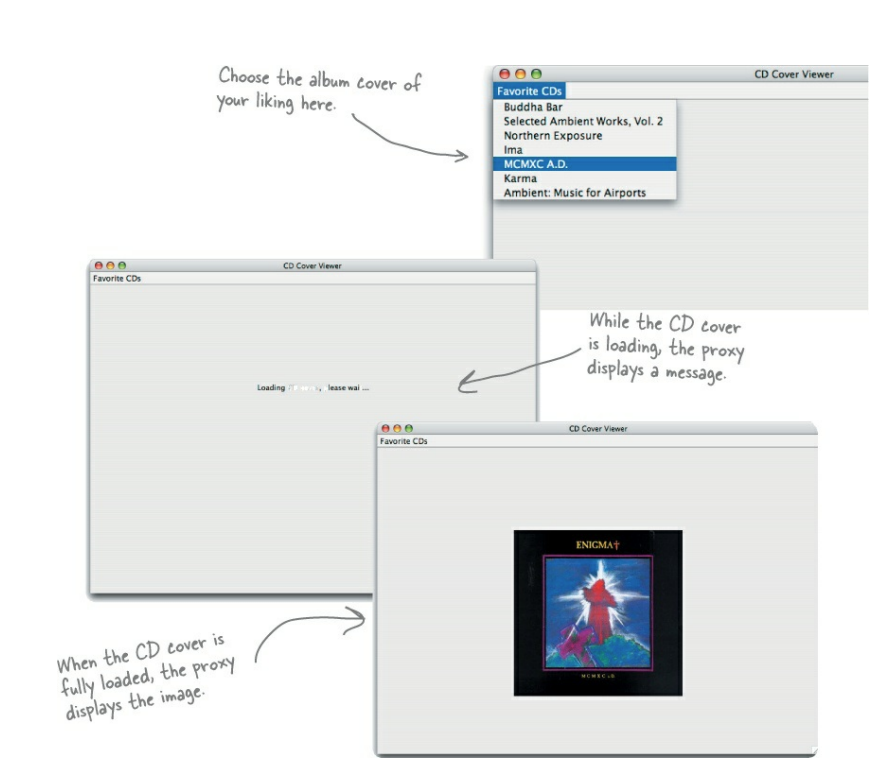 Choose the album cover of
your liking here.
CD Cover Viewer
Favorite CDs
Buddha Bar
Selected Ambient Works, Vol. 2
Northern Exposure
Ima
MCMXC A.D.
Karma
Ambient: Music for Airports
CD Cover Viewer
Favorite CDs
Loading
While the CD cover
is loading, the proxy
displays a message.
CD Cover Viewer
Favorite CDs
ENIGMA
MCMXC a.D
When the CD cover is
fully loaded, the proxy
displays the image.